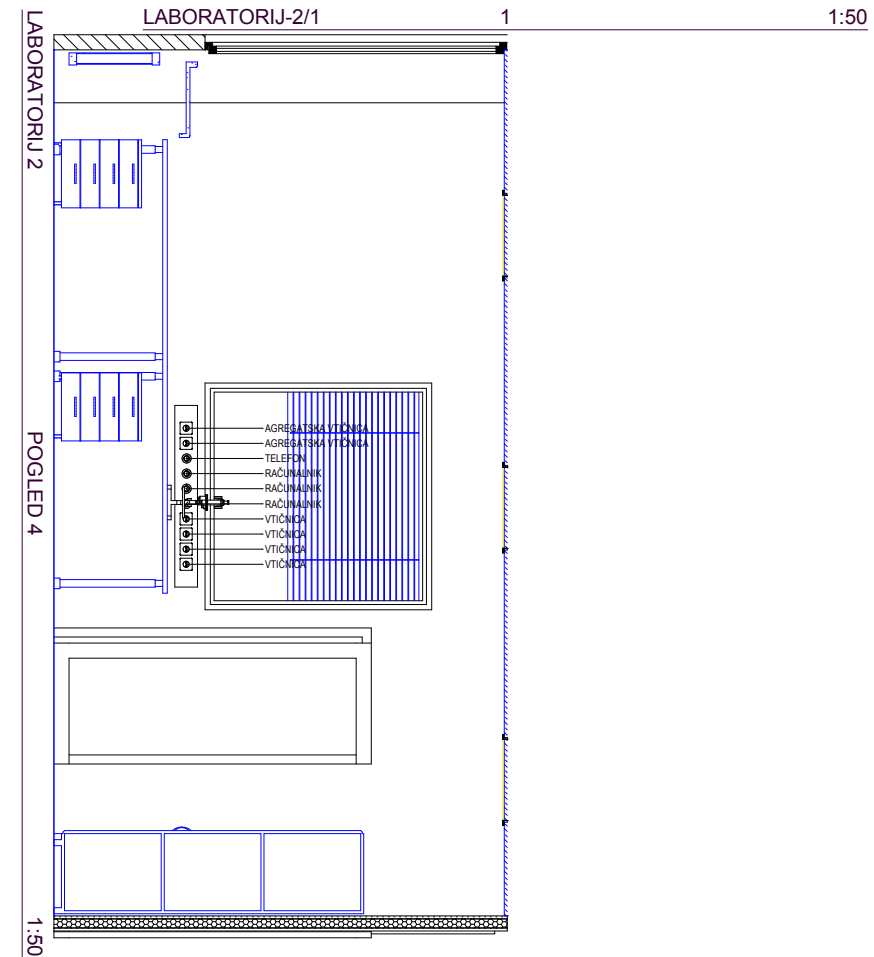 LABORATORIJ-2/1 1 1:50
LABORATORIJ 2 POGLED 4 1:50
AGREGATSKA VTIČNICA
AGREGATSKA VTIČNICA
TELEFON
RAČUNALNIK
RAČUNALNIK
RAČUNALNIK
VTIČNICA
VTIČNICA
VTIČNICA
VTIČNICA